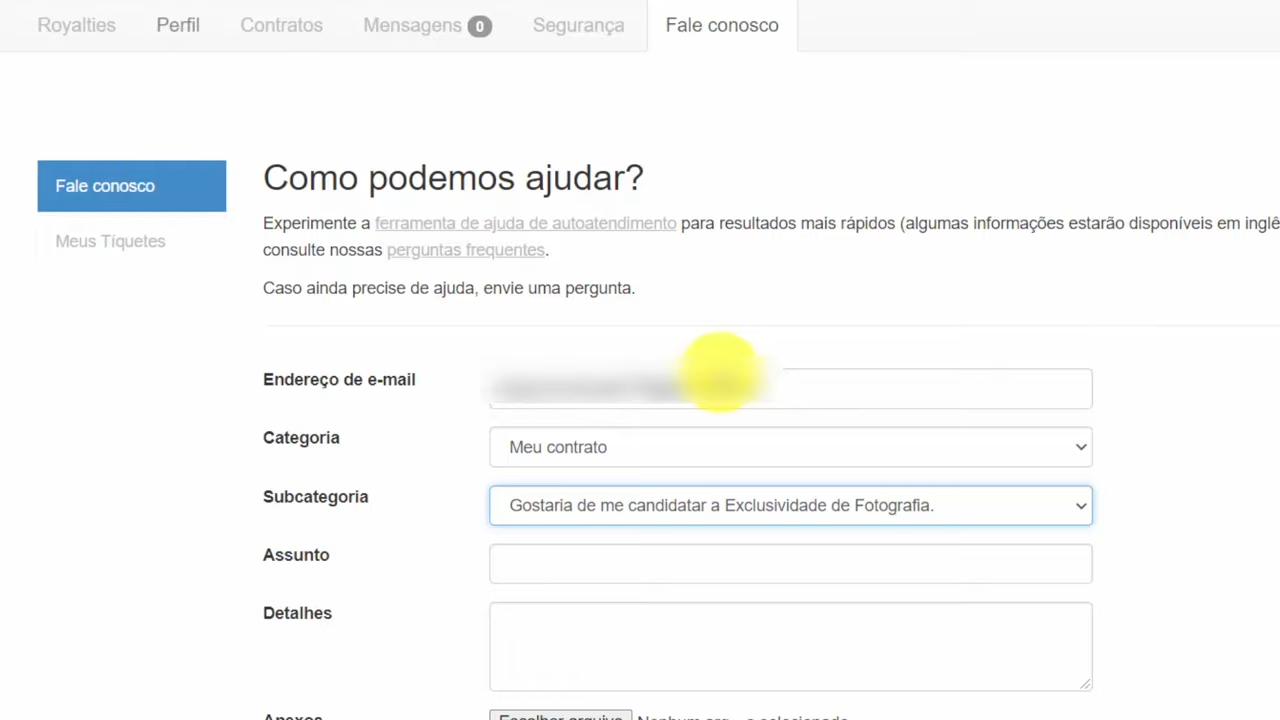 Royalties Perfil Contratos Mensagens 0 Segurança Fale conosco
Fale conosco
Meus Tíquetes
Como podemos ajudar?
Experimente a ferramenta de ajuda de autoatendimento para resultados mais rápidos (algumas informações estarão disponíveis em inglê
consulte nossas perguntas frequentes.
Caso ainda precise de ajuda, envie uma pergunta.
Endereço de e-mail
Categoria Meu contrato
Subcategoria Gostaria de me candidatar a Exclusividade de Fotografia.
Assunto
Detalhes
Anexos Escolher arquivo Nenhum arq...o selecionado